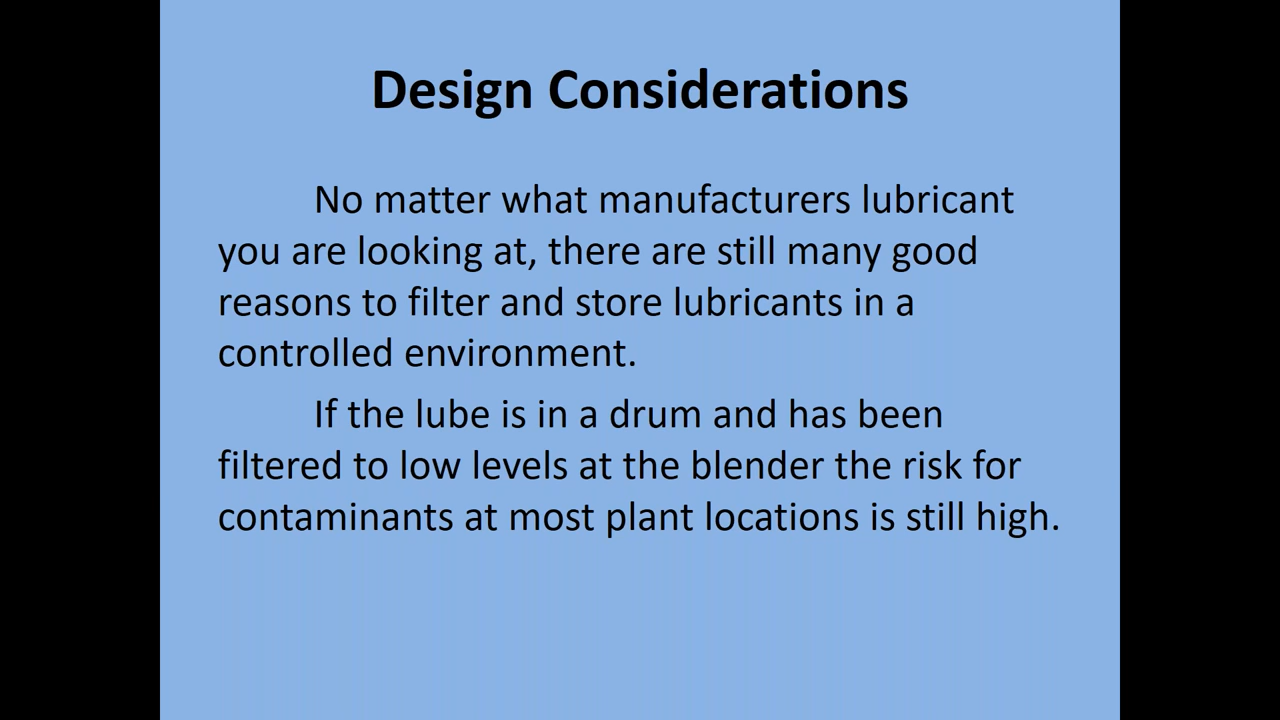 Design Considerations
No matter what manufacturers lubricant
you are looking at, there are still many good
reasons to filter and store lubricants in a
controlled environment.
If the lube is in a drum and has been
filtered to low levels at the blender the risk for
contaminants at most plant locations is still high.